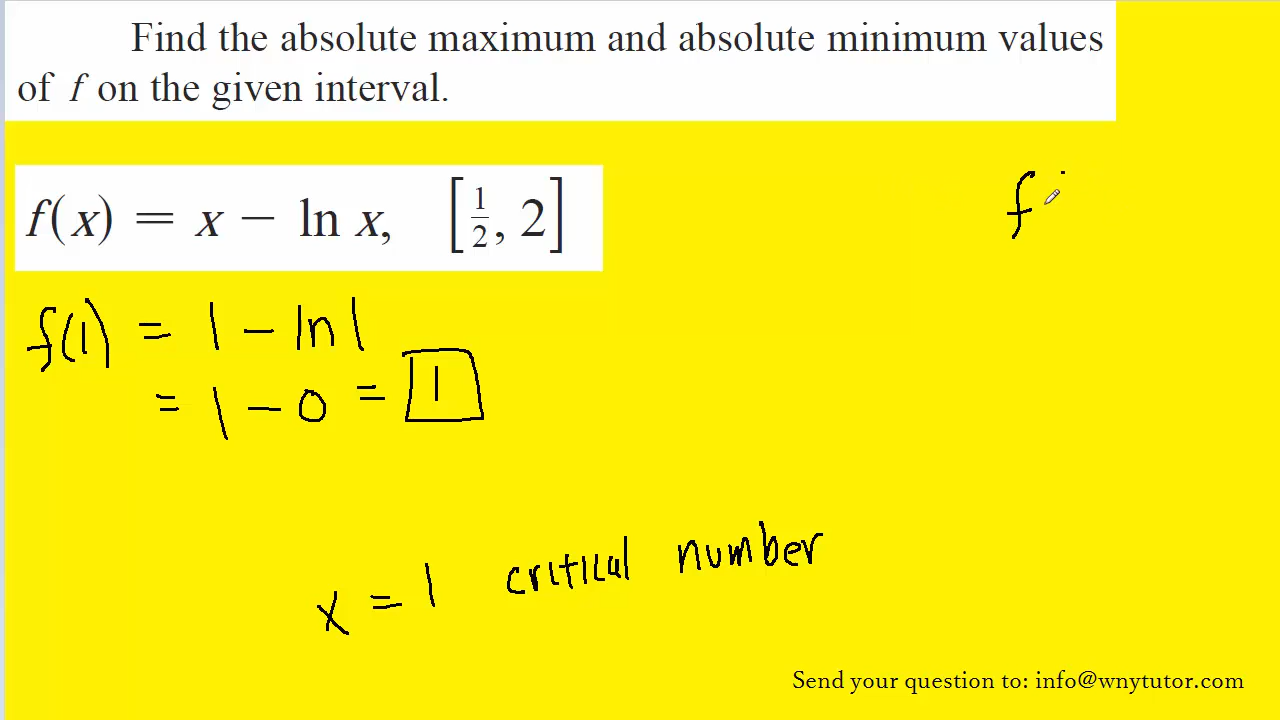 Find the absolute maximum and absolute minimum values
of f on the given interval.
f(x) = x − ln x, [1/2, 2]
f
f(1) = 1 − ln 1
= 1 − 0 = 1
x = 1 critical number
Send your question to: info@wnytutor.com